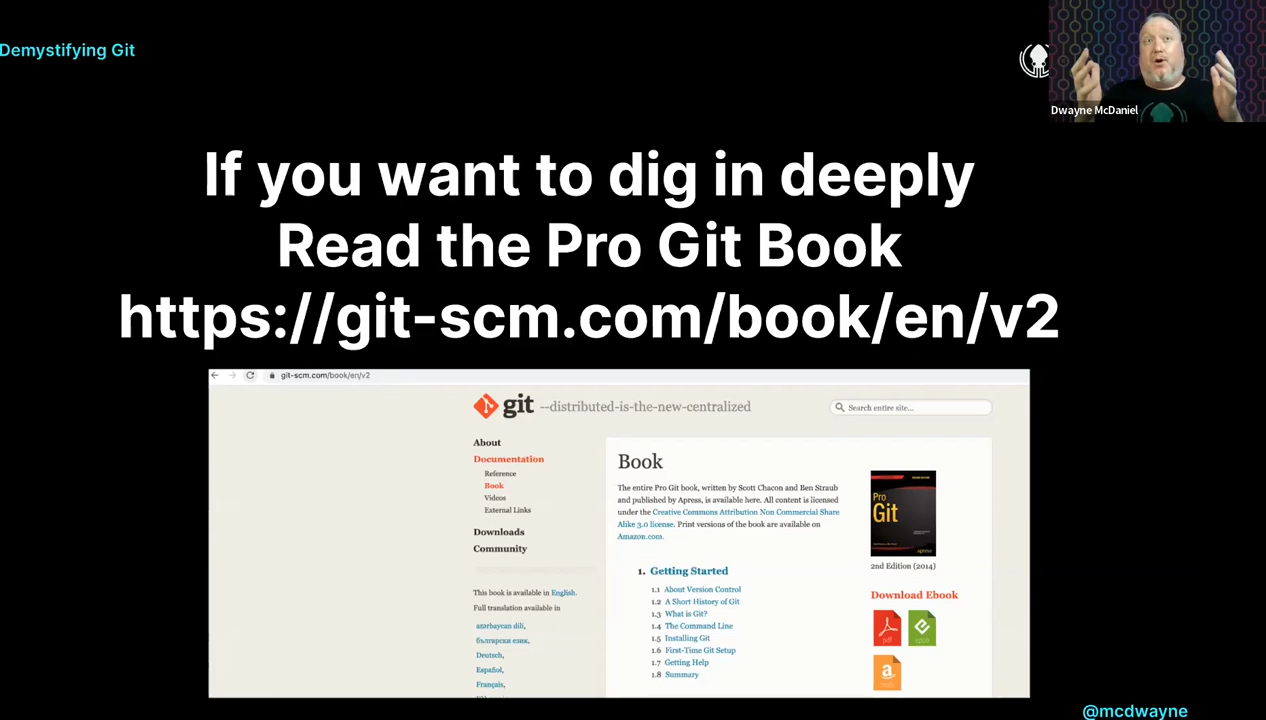 Demystifying Git
Dwayne McDaniel
If you want to dig in deeply
Read the Pro Git Book
https://git-scm.com/book/en/v2
git-scm.com/book/en/v2
git --distributed-is-the-new-centralized
Search entire site...
About
Documentation
Reference
Book
Videos
External Links
Downloads
Community
This book is available in English.
Full translation available in
azərbaycan dili,
български език,
Deutsch,
Español,
Français,
Book
The entire Pro Git book, written by Scott Chacon and Ben Straub
and published by Apress, is available here. All content is licensed
under the Creative Commons Attribution Non Commercial Share
Alike 3.0 license. Print versions of the book are available on
Amazon.com.
1. Getting Started
1.1 About Version Control
1.2 A Short History of Git
1.3 What is Git?
1.4 The Command Line
1.5 Installing Git
1.6 First-Time Git Setup
1.7 Getting Help
1.8 Summary
Pro
Git
2nd Edition (2014)
Download Ebook
pdf
@mcdwayne